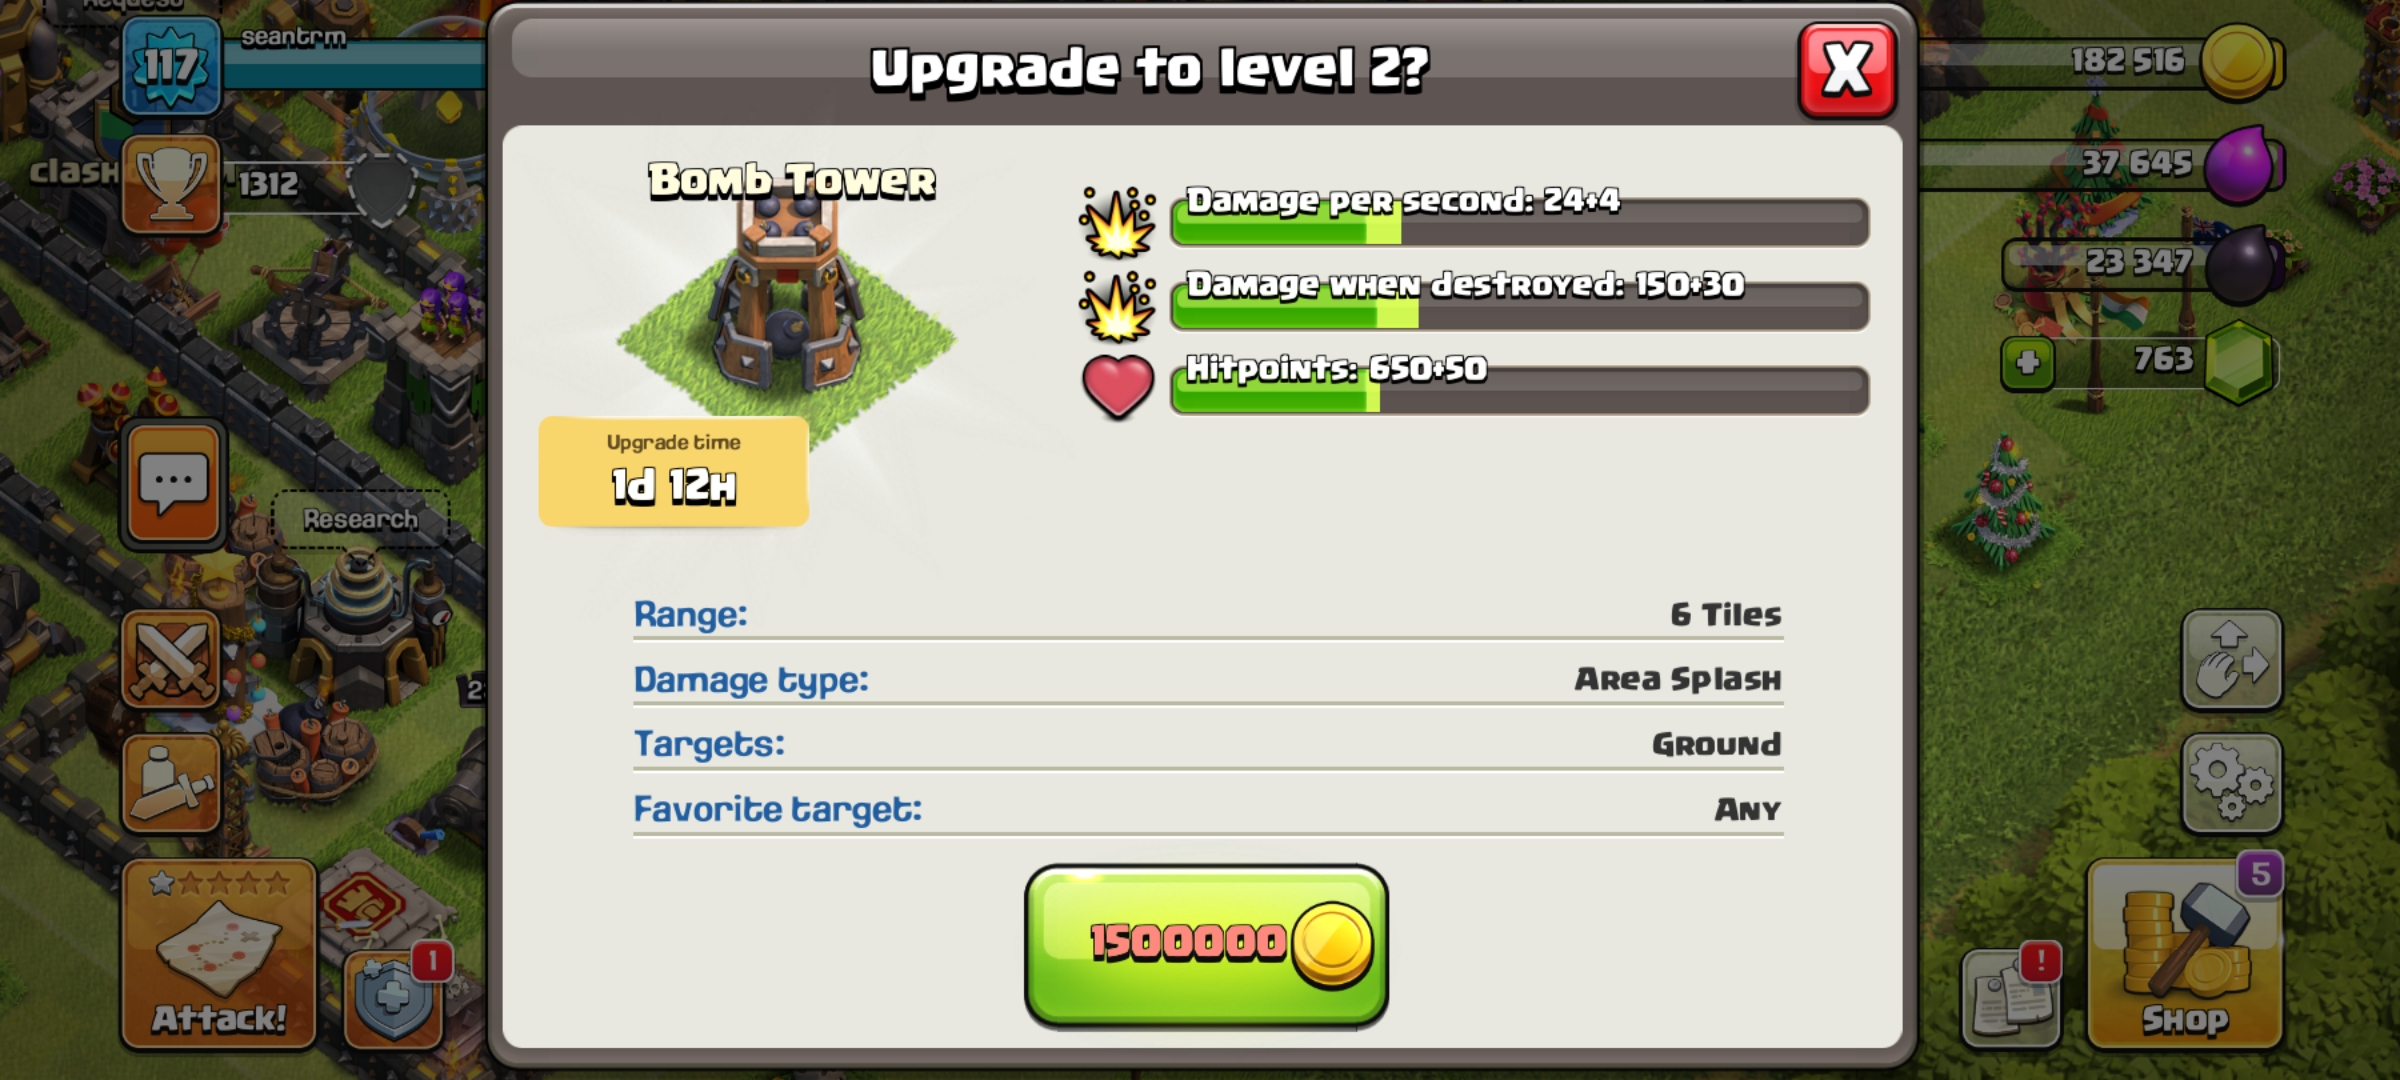 Request
117
seantrm
clash
1312
Research
2
Attack!
1
Upgrade to level 2?
X
Bomb Tower
Upgrade time
1d 12H
Damage per second: 24+4
Damage when destroyed: 150+30
Hitpoints: 650+50
Range: 6 Tiles
Damage type: Area Splash
Targets: Ground
Favorite target: Any
1500000
182 516
37 645
23 347
763
5
!
Shop